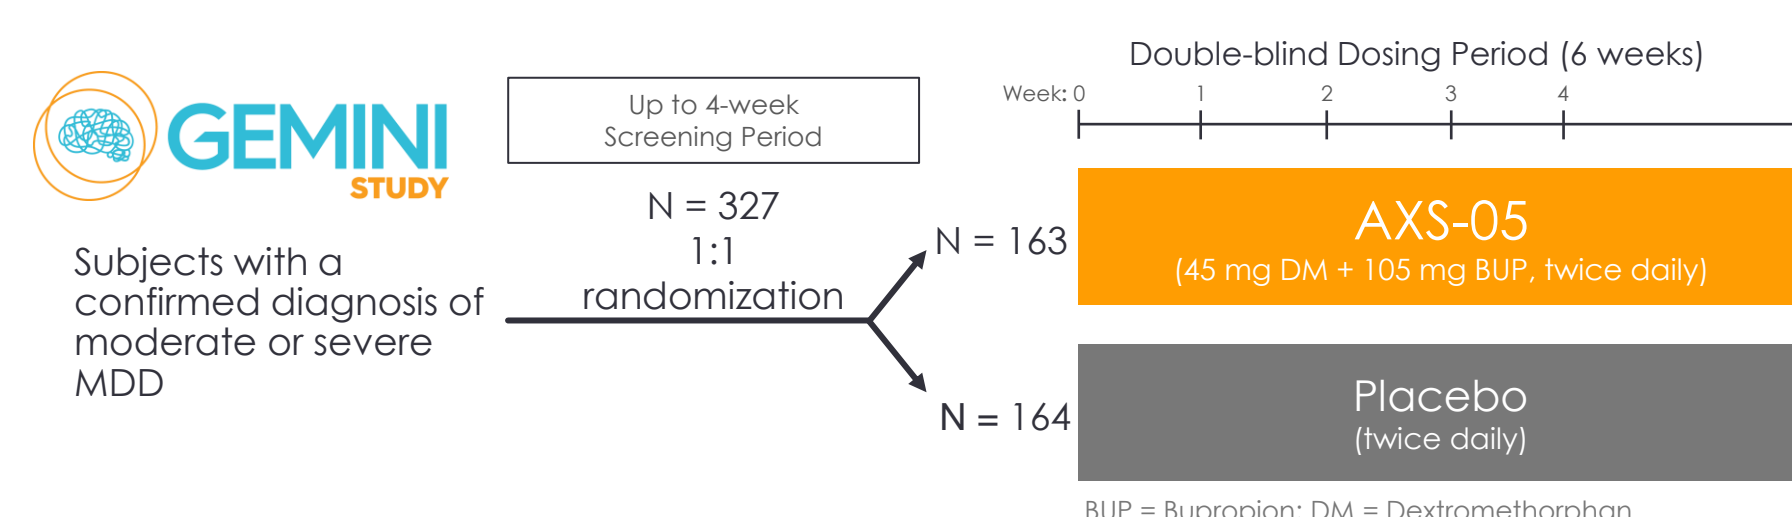 GEMINI
STUDY
Subjects with a
confirmed diagnosis of
moderate or severe
MDD
Up to 4-week
Screening Period
N = 327
1:1
randomization
N = 163
N = 164
Double-blind Dosing Period (6 weeks)
Week: 0 1 2 3 4
AXS-05
(45 mg DM + 105 mg BUP, twice daily)
Placebo
(twice daily)
BUP = Bupropion; DM = Dextromethorphan